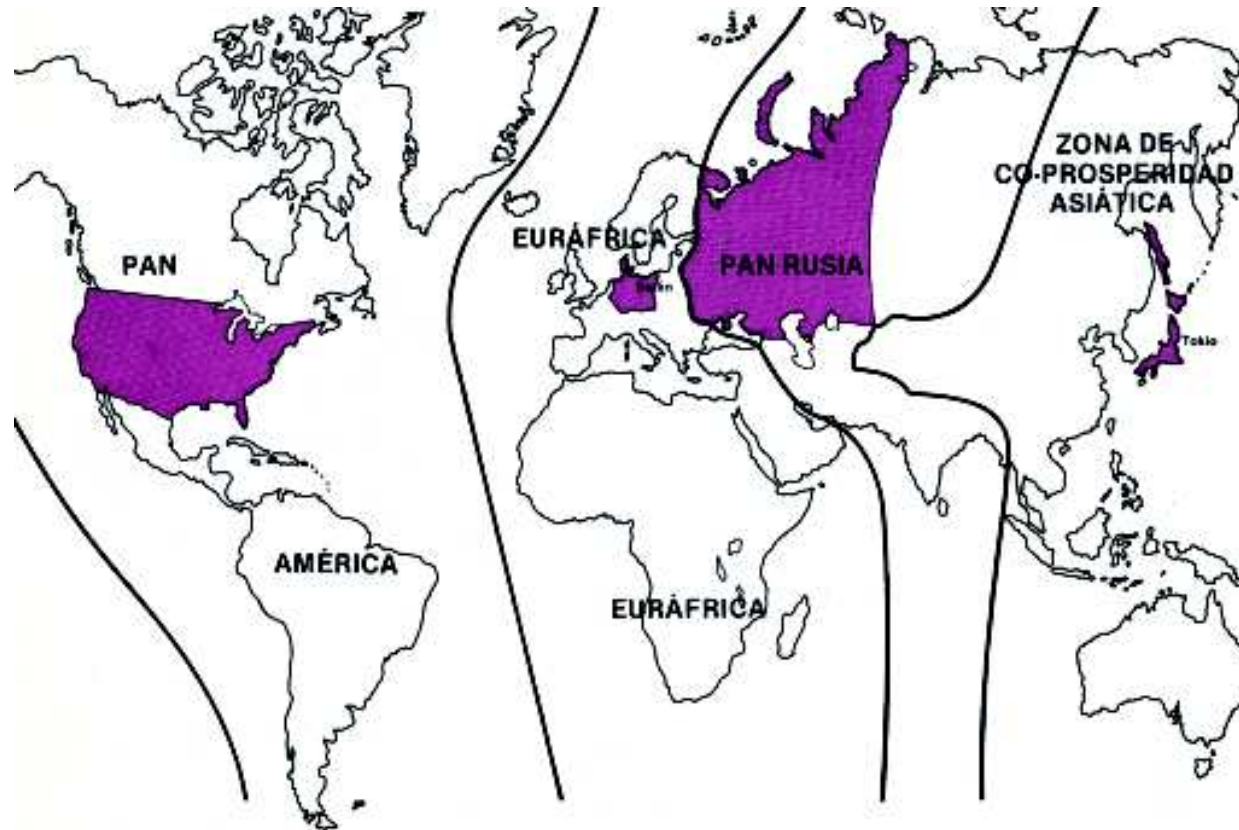 PAN
AMÉRICA
EURÁFRICA
EURÁFRICA
PAN RUSIA
ZONA DE
CO-PROSPERIDAD
ASIÁTICA
Tokio